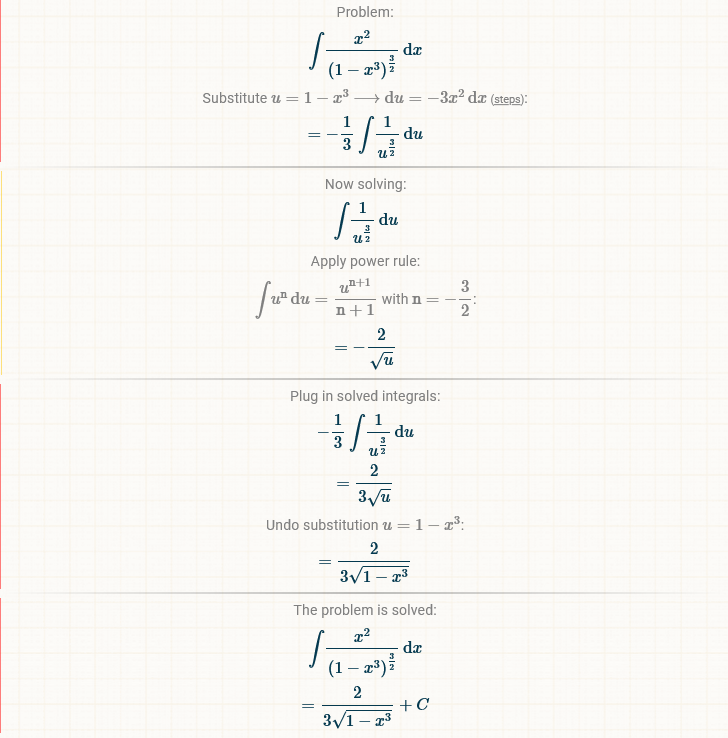 Problem:
∫ x² / (1 − x³)^(3/2) dx
Substitute u = 1 − x³ ⟶ du = −3x² dx (steps):
= −1/3 ∫ 1 / u^(3/2) du
Now solving:
∫ 1 / u^(3/2) du
Apply power rule:
∫ uⁿ du = uⁿ⁺¹ / (n + 1) with n = −3/2:
= −2 / √u
Plug in solved integrals:
−1/3 ∫ 1 / u^(3/2) du
= 2 / (3√u)
Undo substitution u = 1 − x³:
= 2 / (3√(1 − x³))
The problem is solved:
∫ x² / (1 − x³)^(3/2) dx
= 2 / (3√(1 − x³)) + C